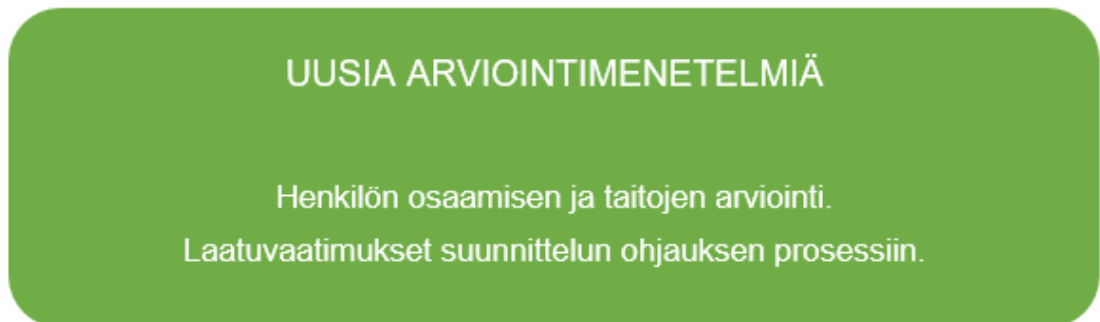 UUSIA ARVIOINTIMENETELMIÄ
Henkilön osaamisen ja taitojen arviointi.
Laatuvaatimukset suunnittelun ohjauksen prosessiin.